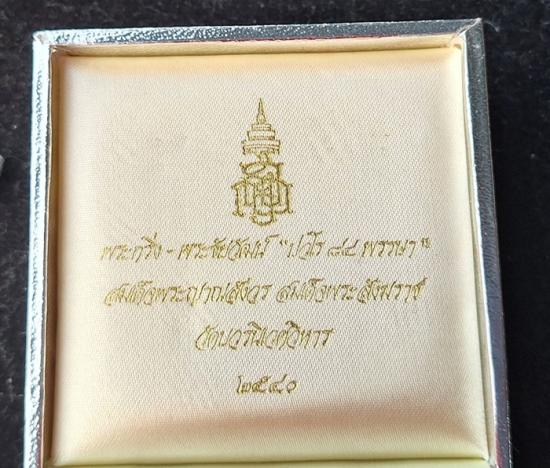 พระกริ่ง - พระชัยวัฒน์ "ปวเร ๘๔ พรรษา"
สมเด็จพระญาณสังวร สมเด็จพระสังฆราช
วัดบวรนิเวศวิหาร
๒๕๔๐